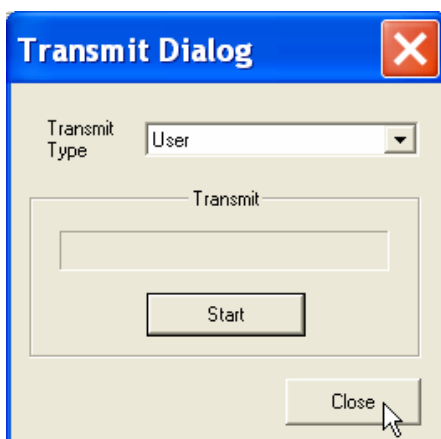 Transmit Dialog
Transmit
Type
User
Transmit
Start
Close